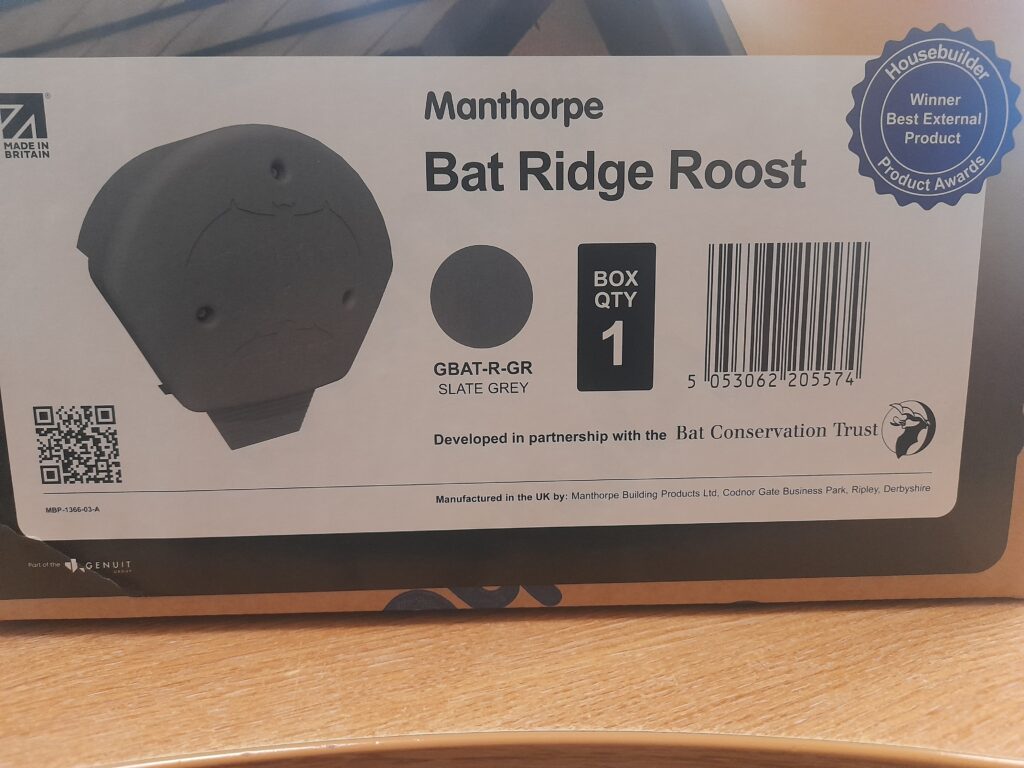 Manthorpe
Bat Ridge Roost
Housebuilder
Winner
Best External
Product
Product Awards
MADE IN
BRITAIN
BOX
QTY
1
GBAT-R-GR
SLATE GREY
5 053062 205574
Developed in partnership with the Bat Conservation Trust
Manufactured in the UK by: Manthorpe Building Products Ltd, Codnor Gate Business Park, Ripley, Derbyshire
MBP-1366-03-A
Part of the GENUIT
GROUP